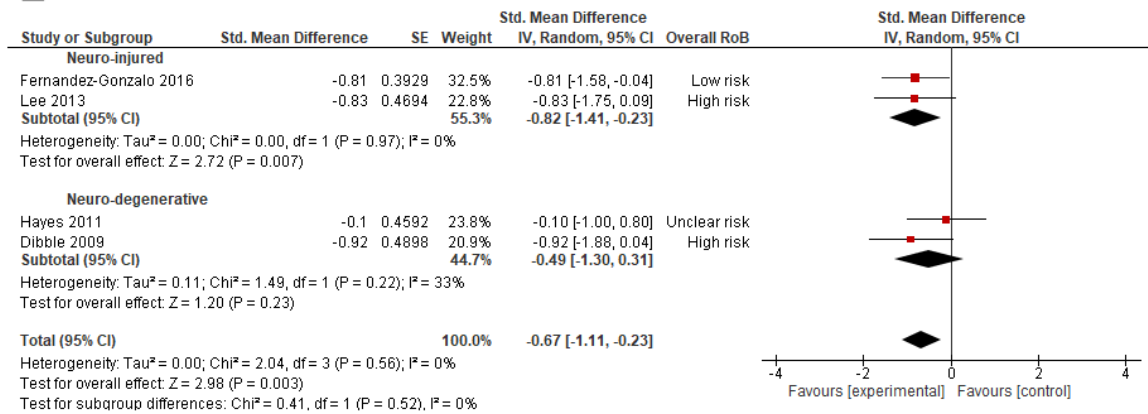 Std. Mean Difference Std. Mean Difference
Study or Subgroup Std. Mean Difference SE Weight IV, Random, 95% CI Overall RoB IV, Random, 95% CI
Neuro-injured
Fernandez-Gonzalo 2016 -0.81 0.3929 32.5% -0.81 [-1.58, -0.04] Low risk
Lee 2013 -0.83 0.4694 22.8% -0.83 [-1.75, 0.09] High risk
Subtotal (95% CI) 55.3% -0.82 [-1.41, -0.23]
Heterogeneity: Tau² = 0.00; Chi² = 0.00, df = 1 (P = 0.97); I² = 0%
Test for overall effect: Z = 2.72 (P = 0.007)
Neuro-degenerative
Hayes 2011 -0.1 0.4592 23.8% -0.10 [-1.00, 0.80] Unclear risk
Dibble 2009 -0.92 0.4898 20.9% -0.92 [-1.88, 0.04] High risk
Subtotal (95% CI) 44.7% -0.49 [-1.30, 0.31]
Heterogeneity: Tau² = 0.11; Chi² = 1.49, df = 1 (P = 0.22); I² = 33%
Test for overall effect: Z = 1.20 (P = 0.23)
Total (95% CI) 100.0% -0.67 [-1.11, -0.23]
Heterogeneity: Tau² = 0.00; Chi² = 2.04, df = 3 (P = 0.56); I² = 0%
Test for overall effect: Z = 2.98 (P = 0.003)
Test for subgroup differences: Chi² = 0.41, df = 1 (P = 0.52), I² = 0%
-4 -2 0 2 4
Favours [experimental] Favours [control]